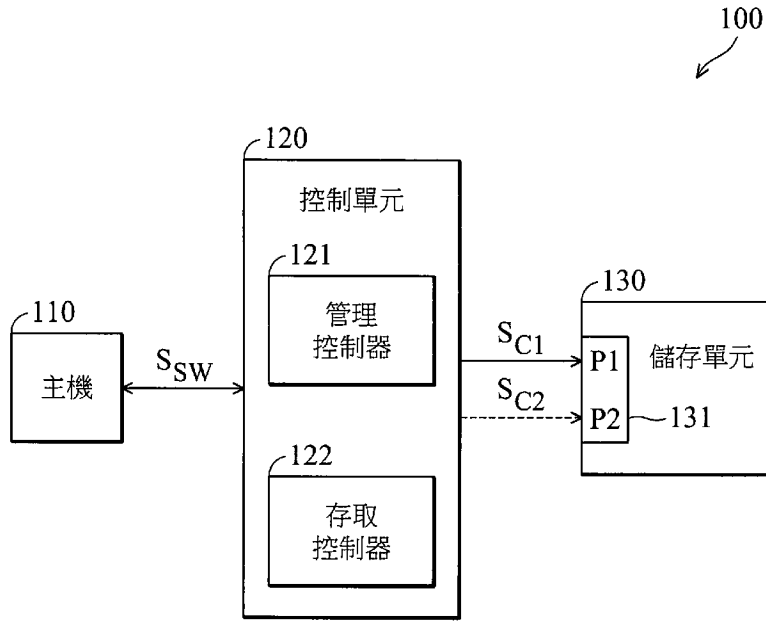 100
120
控制單元
121
管理
控制器
110
主機
S_SW
S_C1
S_C2
130
儲存單元
P1
P2
131
122
存取
控制器